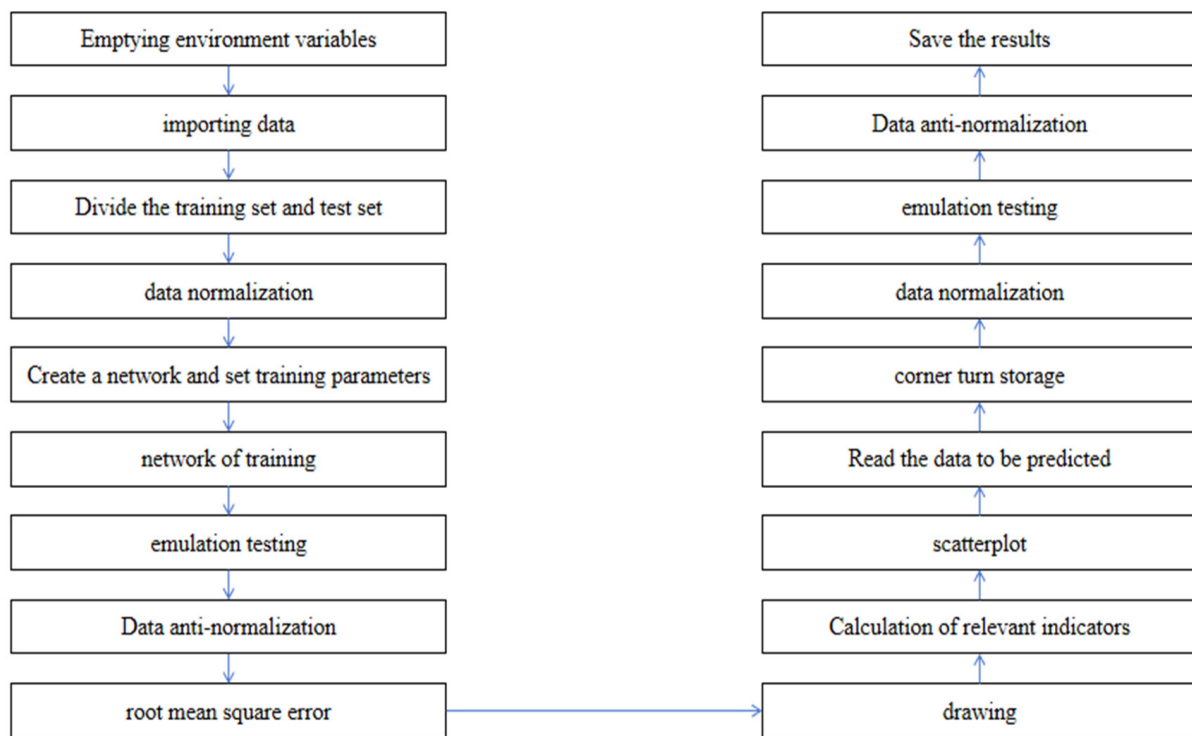 Emptying environment variables
importing data
Divide the training set and test set
data normalization
Create a network and set training parameters
network of training
emulation testing
Data anti-normalization
root mean square error
drawing
Calculation of relevant indicators
scatterplot
Read the data to be predicted
corner turn storage
data normalization
emulation testing
Data anti-normalization
Save the results